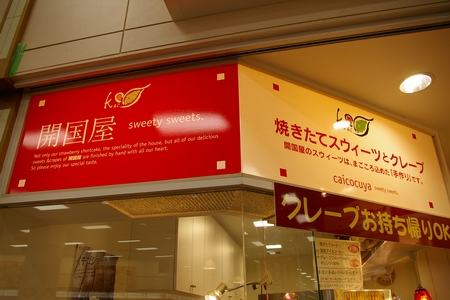 開国屋
sweety sweets.
"Not only our strawberry shortcake, the speciality of the house, but all of our delicious
sweets &crapes of 開国屋 are finished by hand with all our heart.
So please enjoy our special taste.
焼きたてスウィーツとクレープ
開国屋のスウィーツは、まごころ込めた「手作り」です。
caicocuya sweety sweets.
クレープお持ち帰りOK